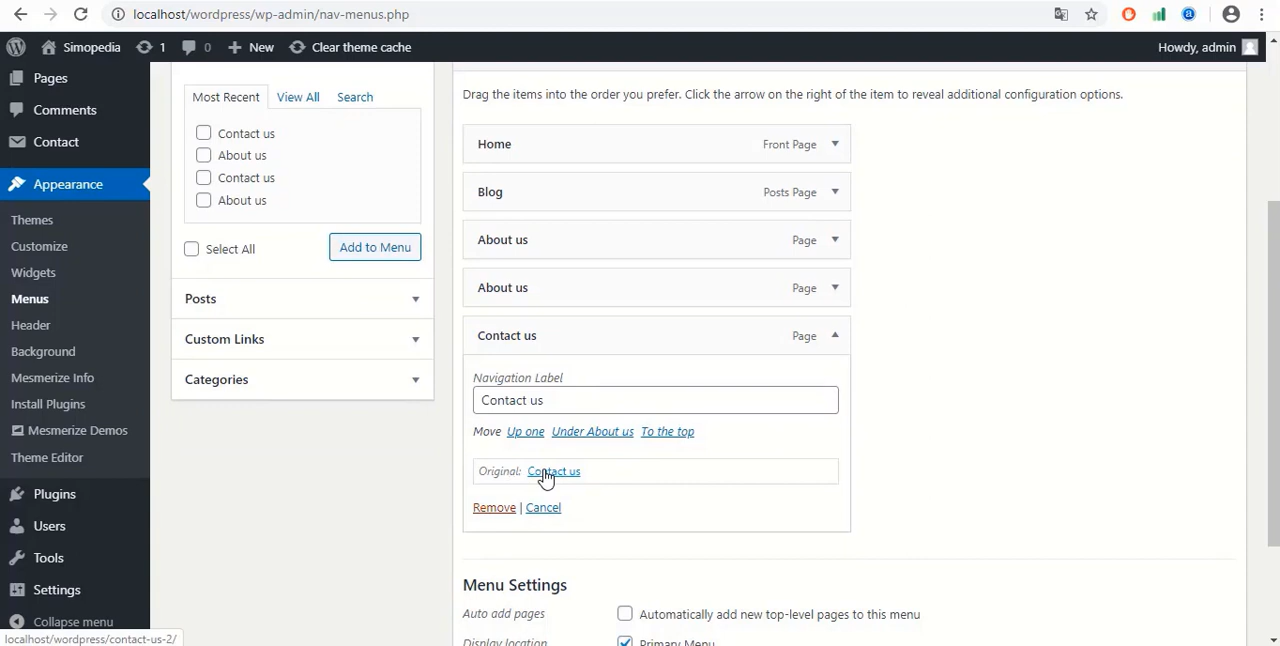 localhost/wordpress/wp-admin/nav-menus.php
Simopedia 1 0 New Clear theme cache Howdy, admin
Pages
Comments
Contact
Appearance
Themes
Customize
Widgets
Menus
Header
Background
Mesmerize Info
Install Plugins
Mesmerize Demos
Theme Editor
Plugins
Users
Tools
Settings
Collapse menu
localhost/wordpress/contact-us-2/
Most Recent View All Search
Contact us
About us
Contact us
About us
Select All Add to Menu
Posts
Custom Links
Categories
Drag the items into the order you prefer. Click the arrow on the right of the item to reveal additional configuration options.
Home Front Page
Blog Posts Page
About us Page
About us Page
Contact us Page
Navigation Label
Contact us
Move Up one Under About us To the top
Original: Contact us
Remove | Cancel
Menu Settings
Auto add pages Automatically add new top-level pages to this menu
Display location Primary Menu